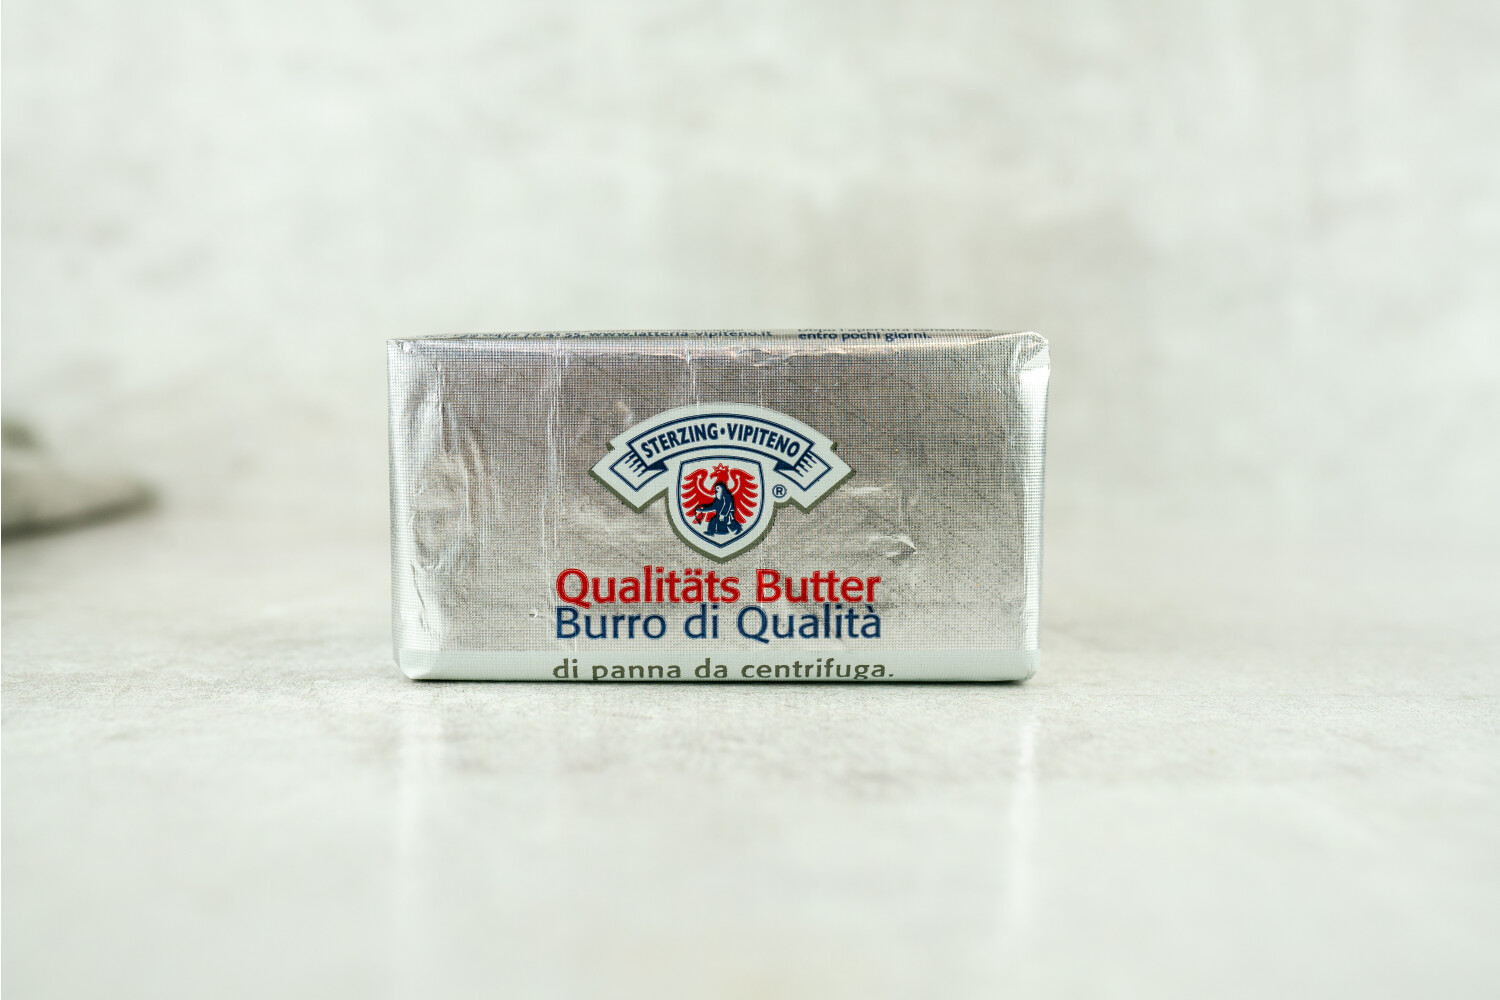 www.latteria-vipiteno.it
entro pochi giorni.
STERZING•VIPITENO
®
Qualitäts Butter
Burro di Qualità
di panna da centrifuga.